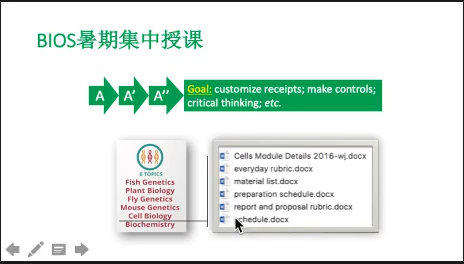 BIOS暑期集中授课
A
A'
A''
Goal: customize receipts; make controls;
critical thinking; etc.
6 TOPICS
Fish Genetics
Plant Biology
Fly Genetics
Mouse Genetics
Cell Biology
Biochemistry
Cells Module Details 2016-wj.docx
everyday rubric.docx
material list.docx
preparation schedule.docx
report and proposal rubric.docx
schedule.docx